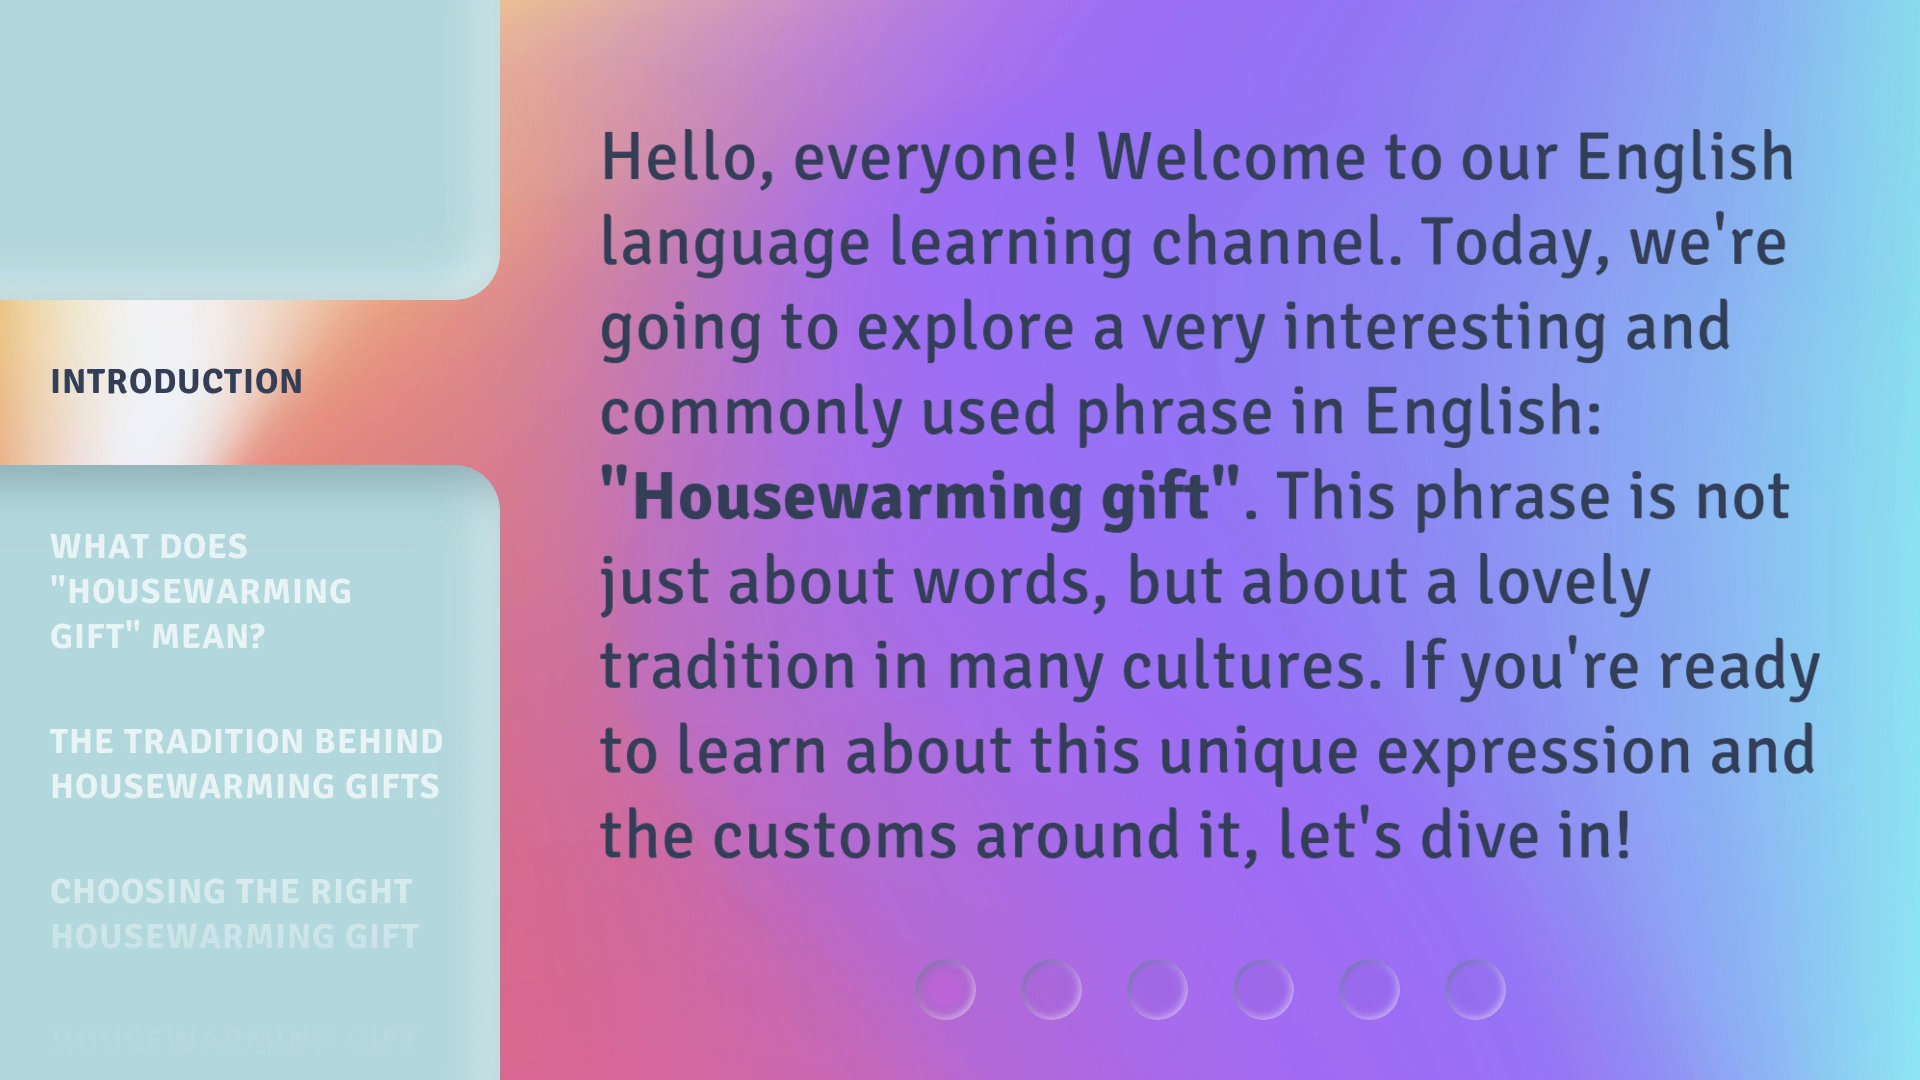 INTRODUCTION
WHAT DOES
"HOUSEWARMING
GIFT" MEAN?
THE TRADITION BEHIND
HOUSEWARMING GIFTS
CHOOSING THE RIGHT
HOUSEWARMING GIFT
HOUSEWARMING GIFT
Hello, everyone! Welcome to our English
language learning channel. Today, we're
going to explore a very interesting and
commonly used phrase in English:
"Housewarming gift". This phrase is not
just about words, but about a lovely
tradition in many cultures. If you're ready
to learn about this unique expression and
the customs around it, let's dive in!